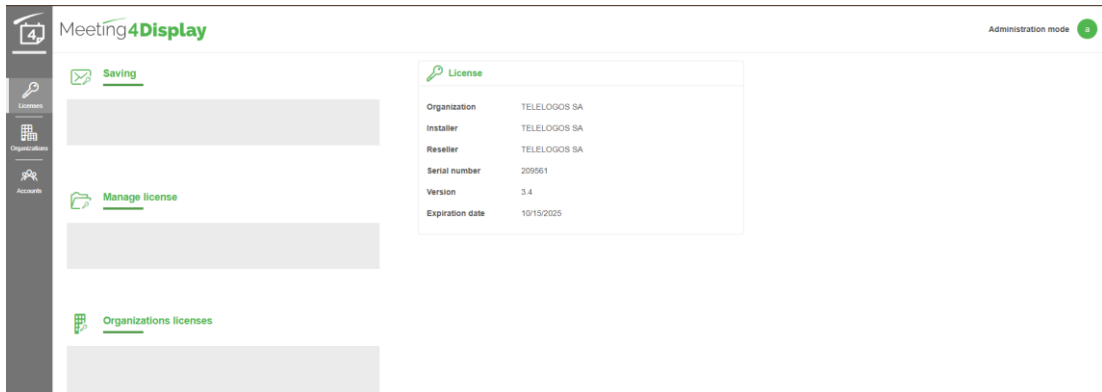 4
Meeting4Display
Administration mode a
Licenses
Organizations
Accounts
Saving
Manage license
Organizations licenses
License
Organization TELELOGOS SA
Installer TELELOGOS SA
Reseller TELELOGOS SA
Serial number 209561
Version 3.4
Expiration date 10/15/2025